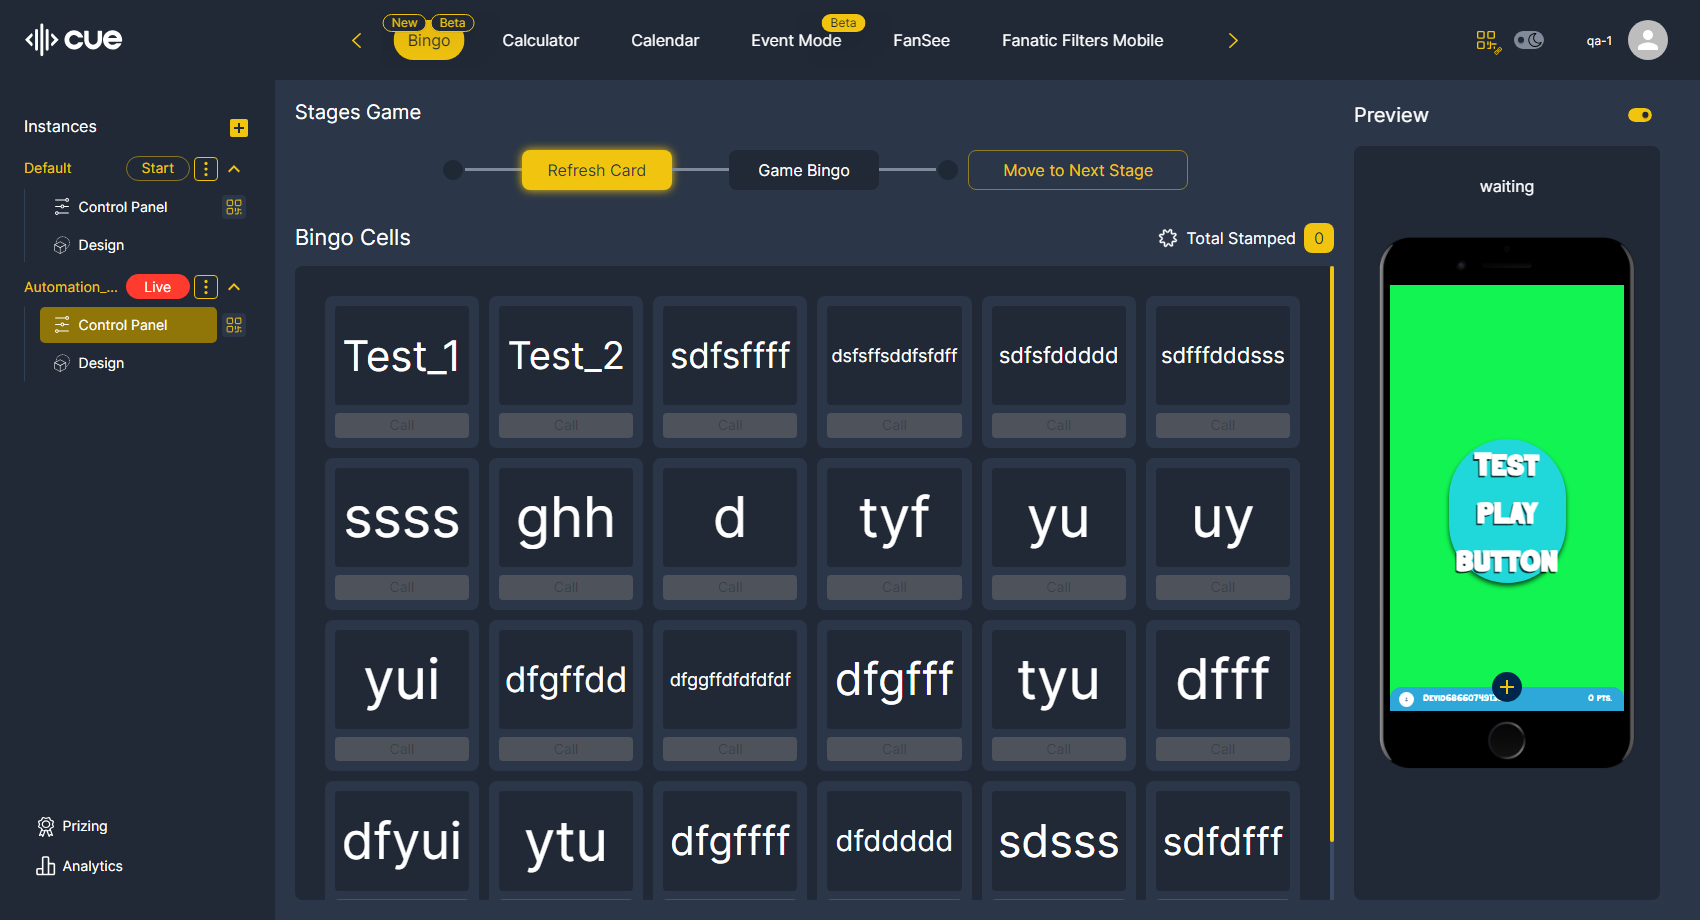 cue
New
Beta
Bingo
Calculator
Calendar
Event Mode
Beta
FanSee
Fanatic Filters Mobile
qa-1
Instances
Default
Start
Control Panel
Design
Automation_...
Live
Control Panel
Design
Prizing
Analytics
Stages Game
Refresh Card
Game Bingo
Move to Next Stage
Bingo Cells
Total Stamped 0
Test_1
Test_2
sdfsffff
dsfsffsddfsfdff
sdfsfddddd
sdfffdddsss
Call
Call
Call
Call
Call
Call
ssss
ghh
d
tyf
yu
uy
Call
Call
Call
Call
Call
Call
yui
dfgffdd
dfggffdfdfdfdf
dfgfff
tyu
dfff
Call
Call
Call
Call
Call
Call
dfyui
ytu
dfgffff
dfddddd
sdsss
sdfdfff
Preview
waiting
TEST
PLAY
BUTTON
0 PTS.